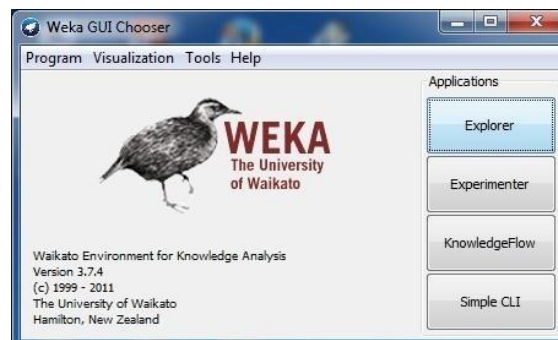 Weka GUI Chooser
Program Visualization Tools Help
Applications
Explorer
WEKA
The University
of Waikato
Experimenter
KnowledgeFlow
Waikato Environment for Knowledge Analysis
Version 3.7.4
(c) 1999 - 2011
The University of Waikato
Hamilton, New Zealand
Simple CLI